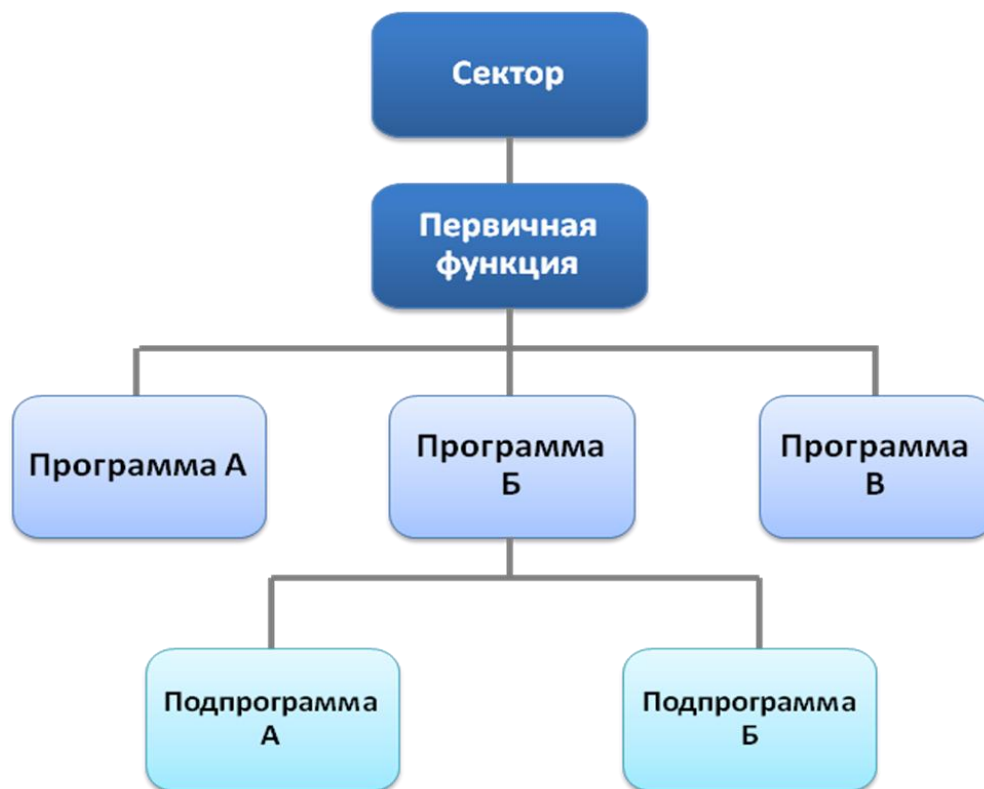 Сектор
Первичная
функция
Программа А
Программа
Б
Программа
В
Подпрограмма
А
Подпрограмма
Б